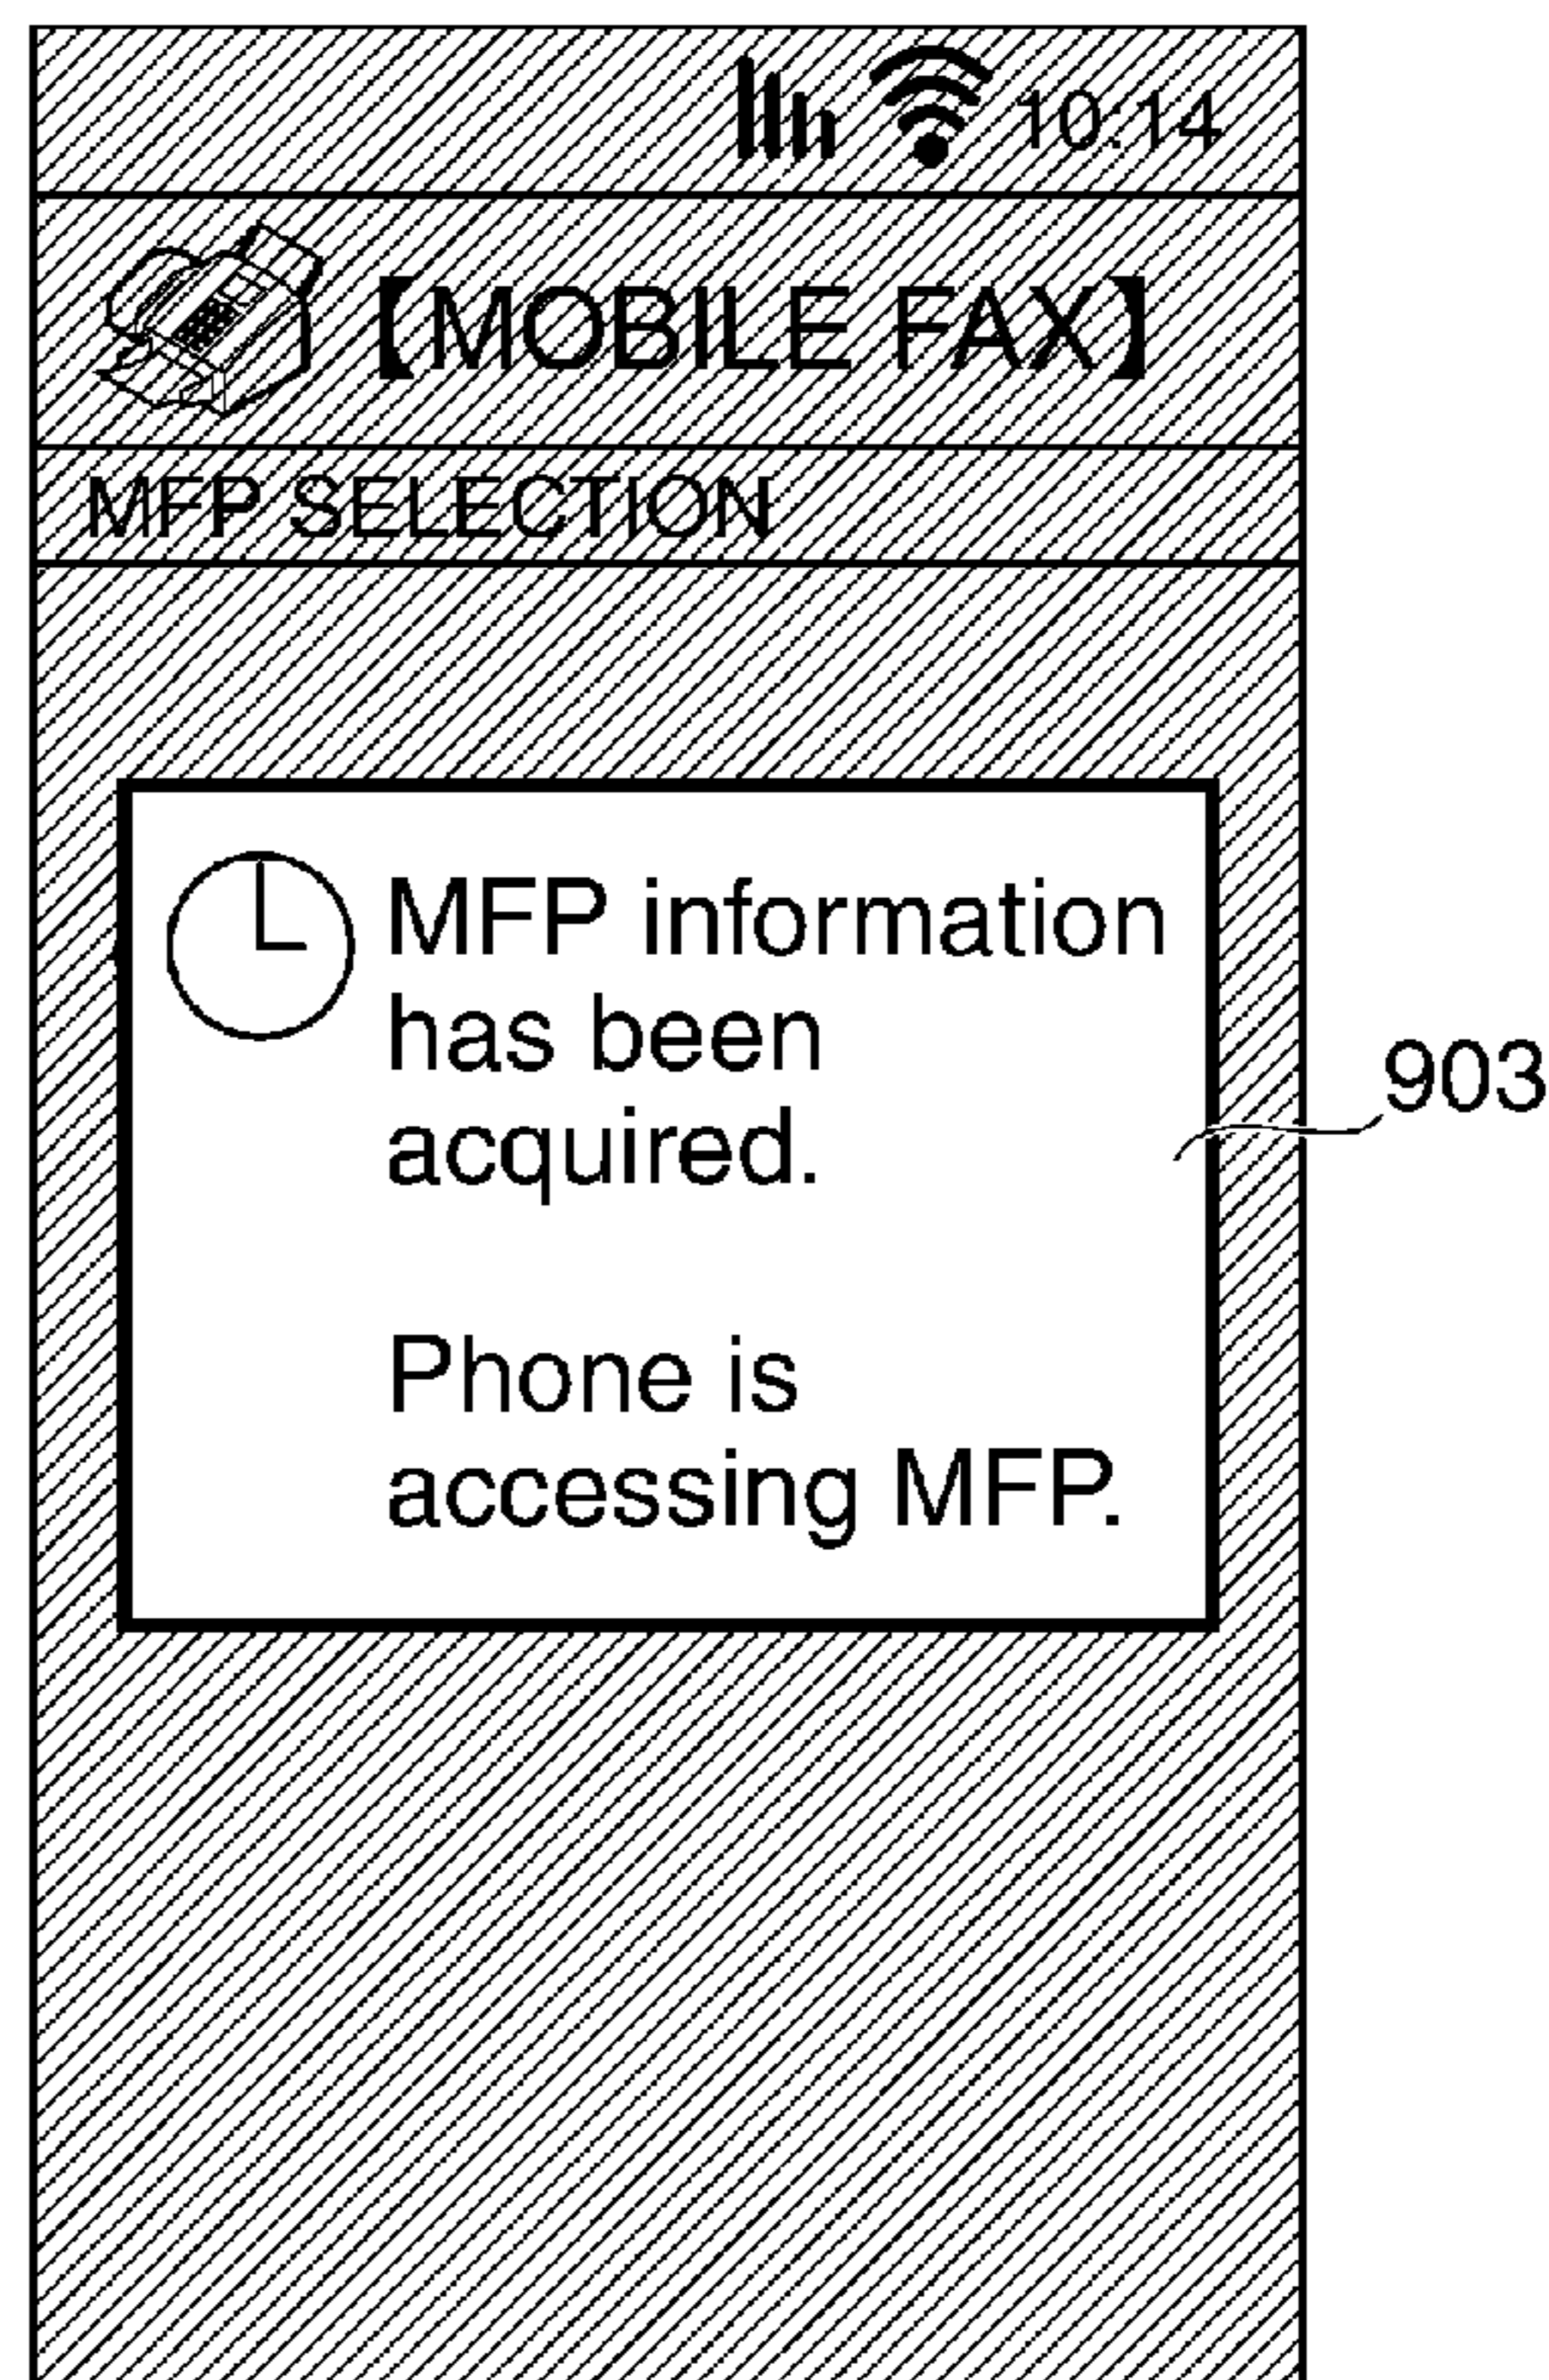 10:14
【MOBILE FAX】
MFP SELECTION
MFP information
has been
acquired.
Phone is
accessing MFP.
903